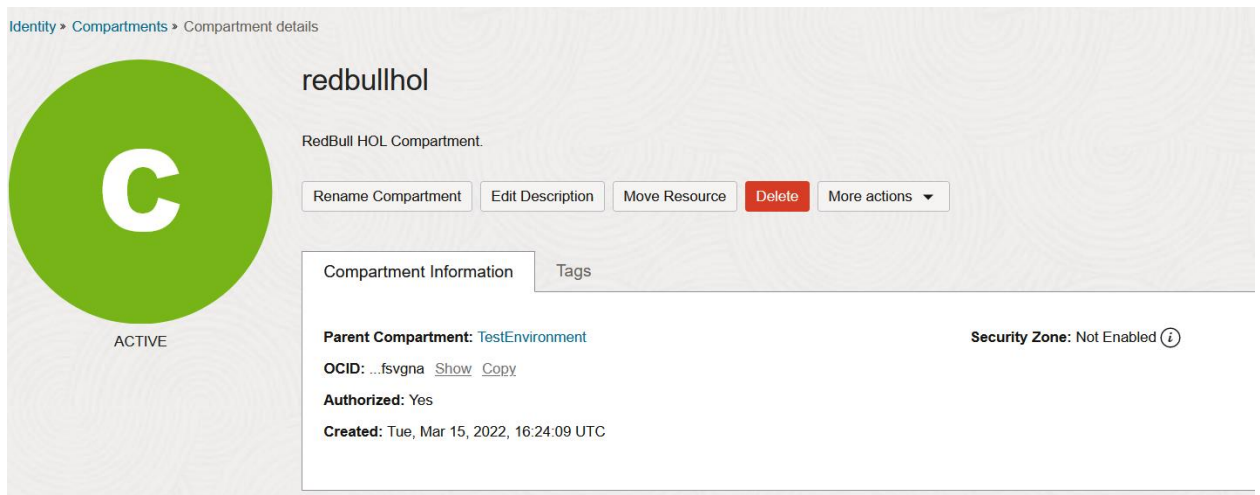 Identity » Compartments » Compartment details
C
ACTIVE
redbullhol
RedBull HOL Compartment.
Rename Compartment Edit Description Move Resource Delete More actions
Compartment Information Tags
Parent Compartment: TestEnvironment Security Zone: Not Enabled i
OCID: ...fsvgna Show Copy
Authorized: Yes
Created: Tue, Mar 15, 2022, 16:24:09 UTC